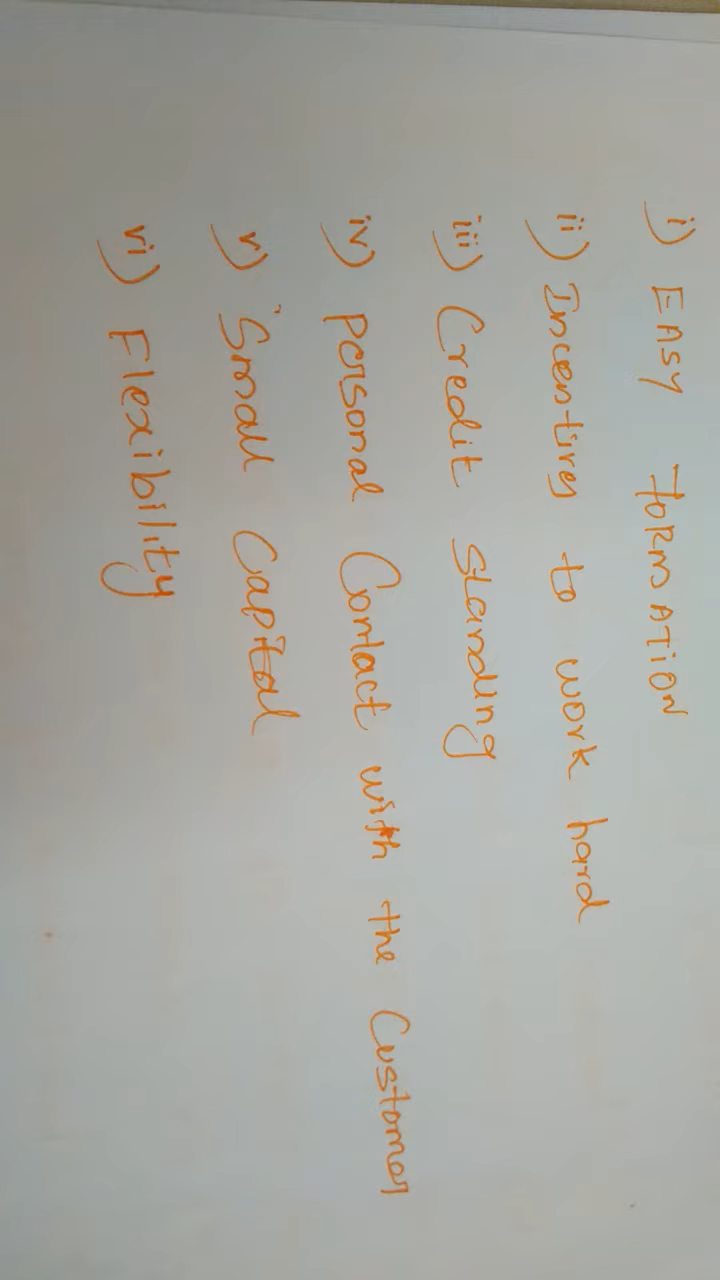 i) EASY FORMATION
ii) Incentives to work hard
iii) Credit standing
iv) personal Contact with the Customer
v) Small Capital
vi) Flexibility